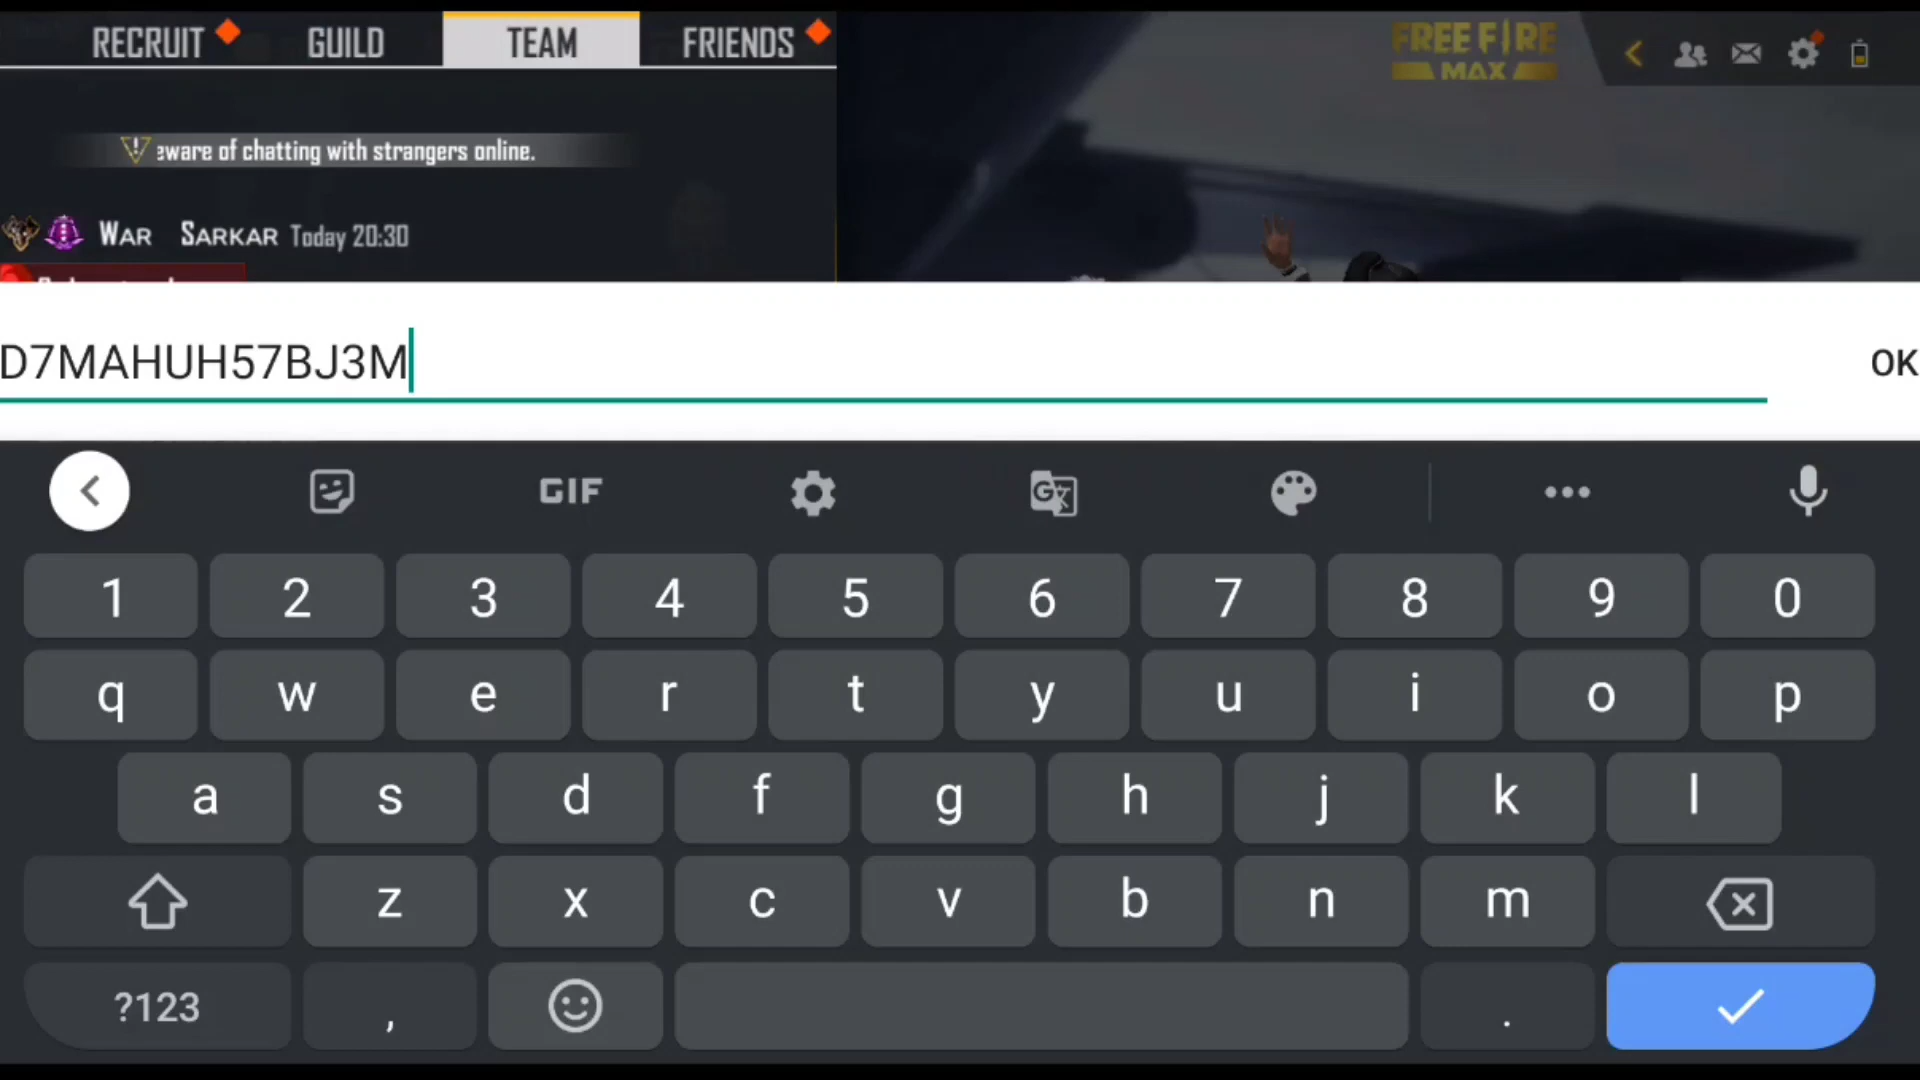 RECRUIT GUILD TEAM FRIENDS
FREE FIRE
MAX
eware of chatting with strangers online.
WAR SARKAR Today 20:30
D7MAHUH57BJ3M
OK
GIF
1 2 3 4 5 6 7 8 9 0
q w e r t y u i o p
a s d f g h j k l
z x c v b n m
?123 , .